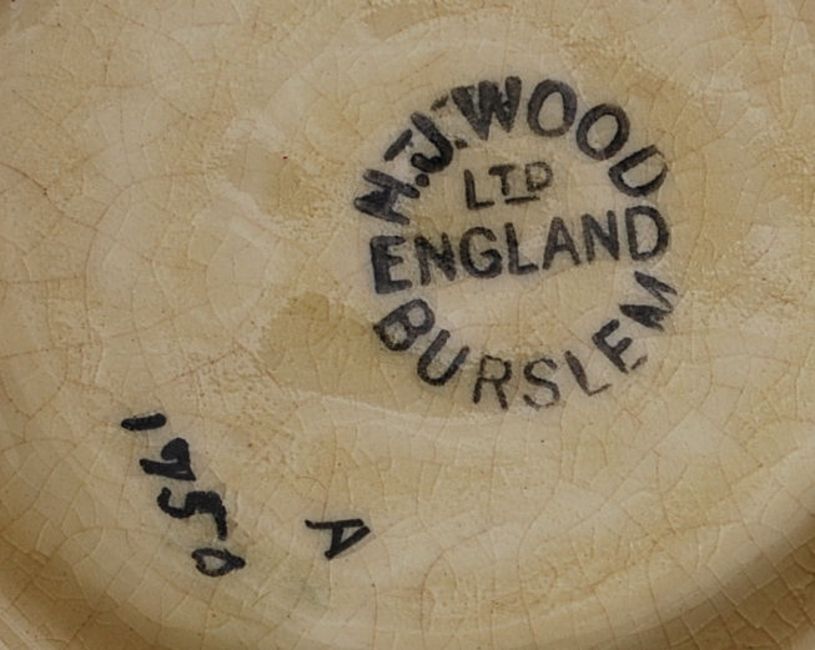 H.J.WOOD
LTD
ENGLAND
BURSLEM
1750
A